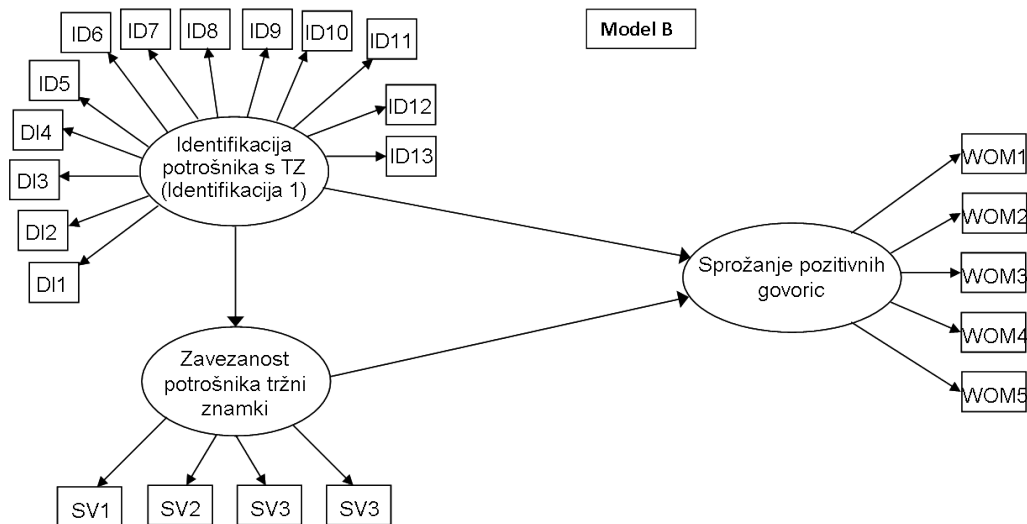 Model B
ID6
ID7
ID8
ID9
ID10
ID11
ID5
ID12
DI4
ID13
DI3
DI2
DI1
Identifikacija
potrošnika s TZ
(Identifikacija 1)
WOM1
WOM2
WOM3
WOM4
WOM5
Sprožanje pozitivnih
govoric
Zavezanost
potrošnika tržni
znamki
SV1
SV2
SV3
SV3